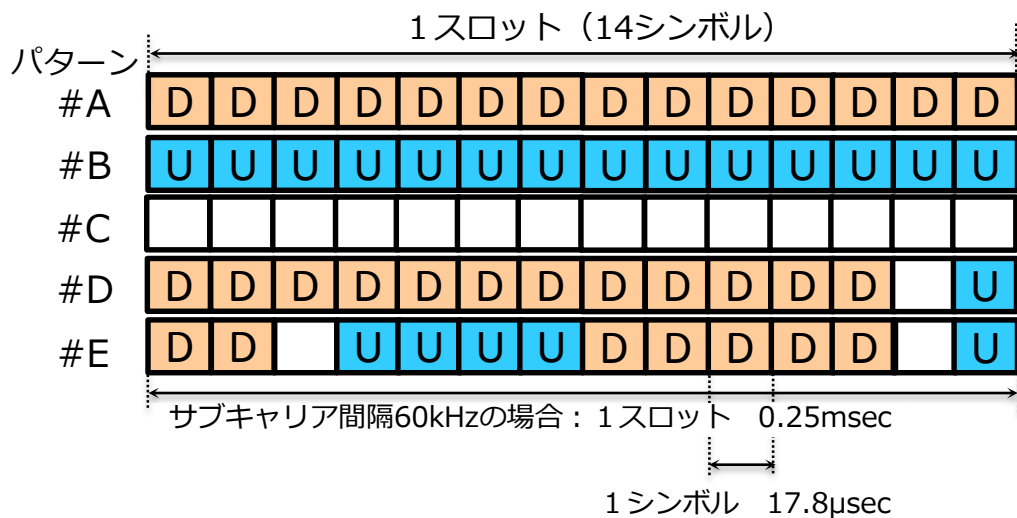 1スロット（14シンボル）
パターン
#A D D D D D D D D D D D D D D
#B U U U U U U U U U U U U U U
#C
#D D D D D D D D D D D D D U
#E D D U U U U D D D D D U
サブキャリア間隔60kHzの場合：1スロット 0.25msec
1シンボル 17.8μsec